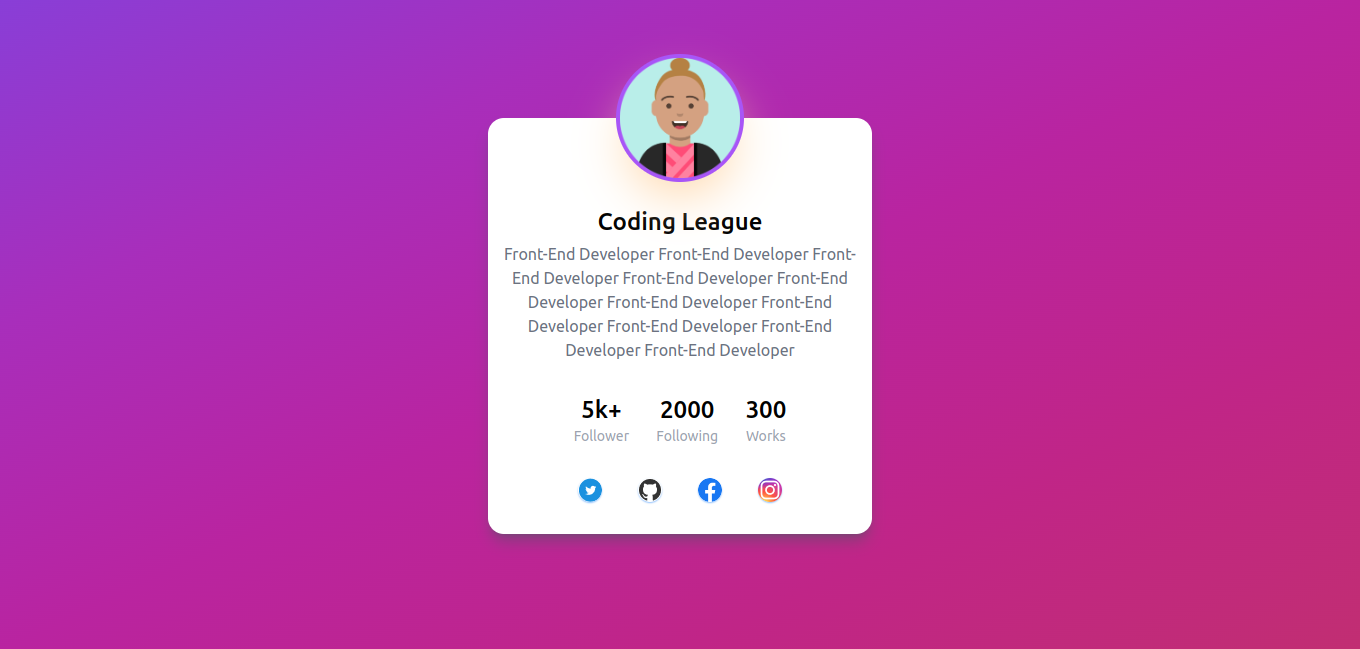 Coding League
Front-End Developer Front-End Developer Front-
End Developer Front-End Developer Front-End
Developer Front-End Developer Front-End
Developer Front-End Developer Front-End
Developer Front-End Developer
5k+ 2000 300
Follower Following Works